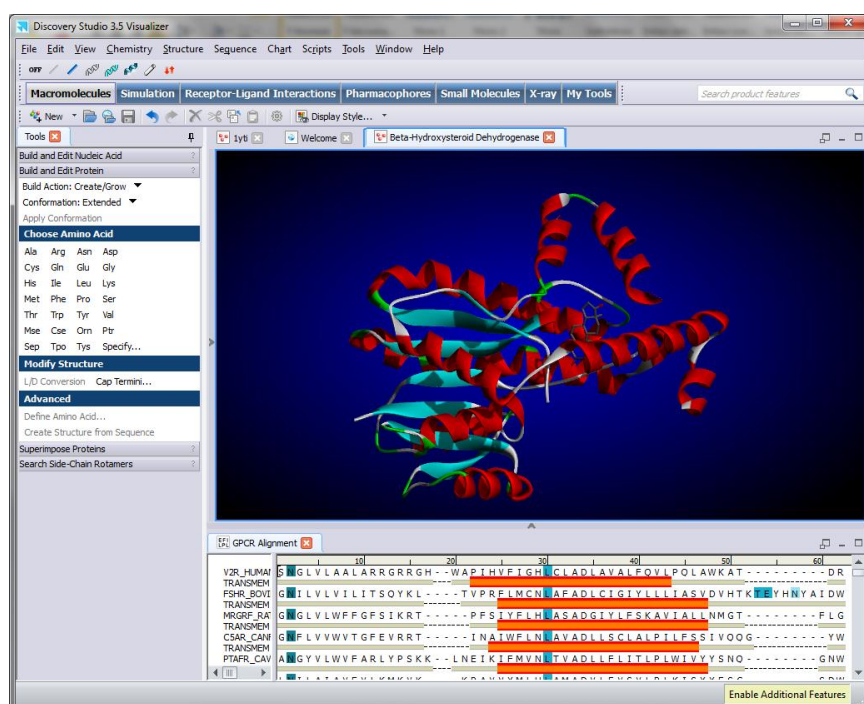 Discovery Studio 3.5 Visualizer
File Edit View Chemistry Structure Sequence Chart Scripts Tools Window Help
OFF
Macromolecules Simulation Receptor-Ligand Interactions Pharmacophores Small Molecules X-ray My Tools Search product features
New Display Style...
Tools 1yti Welcome Beta-Hydroxysteroid Dehydrogenase
Build and Edit Nucleic Acid ?
Build and Edit Protein ?
Build Action: Create/Grow
Conformation: Extended
Apply Conformation
Choose Amino Acid
Ala Arg Asn Asp
Cys Gln Glu Gly
His Ile Leu Lys
Met Phe Pro Ser
Thr Trp Tyr Val
Mse Cse Orn Ptr
Sep Tpo Tys Specify...
Modify Structure
L/D Conversion Cap Termini...
Advanced
Define Amino Acid...
Create Structure from Sequence
Superimpose Proteins ?
Search Side-Chain Rotamers ?
GPCR Alignment
10 20 30 40 50 60
V2R_HUMAN SNGLVLAALARRGRRGH--WAPIHVFIGHLCLADLAVALFQVLPQLAWKAT--------DR
TRANSMEM
FSHR_BOVI GNILVLVILITSQYKL----TVPRFLMCNLAFADLCIGIYLLLIASVDVHTKTEYHNYAIDW
TRANSMEM
MRGRF_RA GNGLVLWFFGFSIKRT----PFSIYFLHLASADGIYLFSKAVIALLNMGT--------FLG
TRANSMEM
C5AR_CAN GNFLVVWVTGFEVRRT----INAIWFLNLAVADLLSCLALPILFSSIVQQG-------YW
TRANSMEM
PTAFR_CAV ANGYVLWVFARLYPSKK--LNEIKIFMVNLTVADLLFLITLPLWIVYYSNQ-------GNW
TRANSMEM
Enable Additional Features